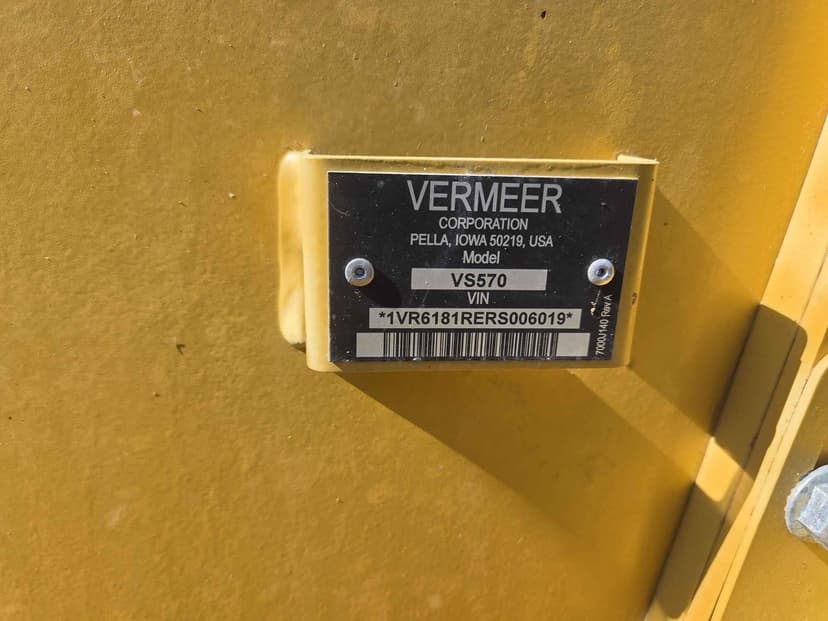 VERMEER
CORPORATION
PELLA, IOWA 50219, USA
Model
VS570
VIN
*1VR6181RERS006019*
7000J140 Rev A